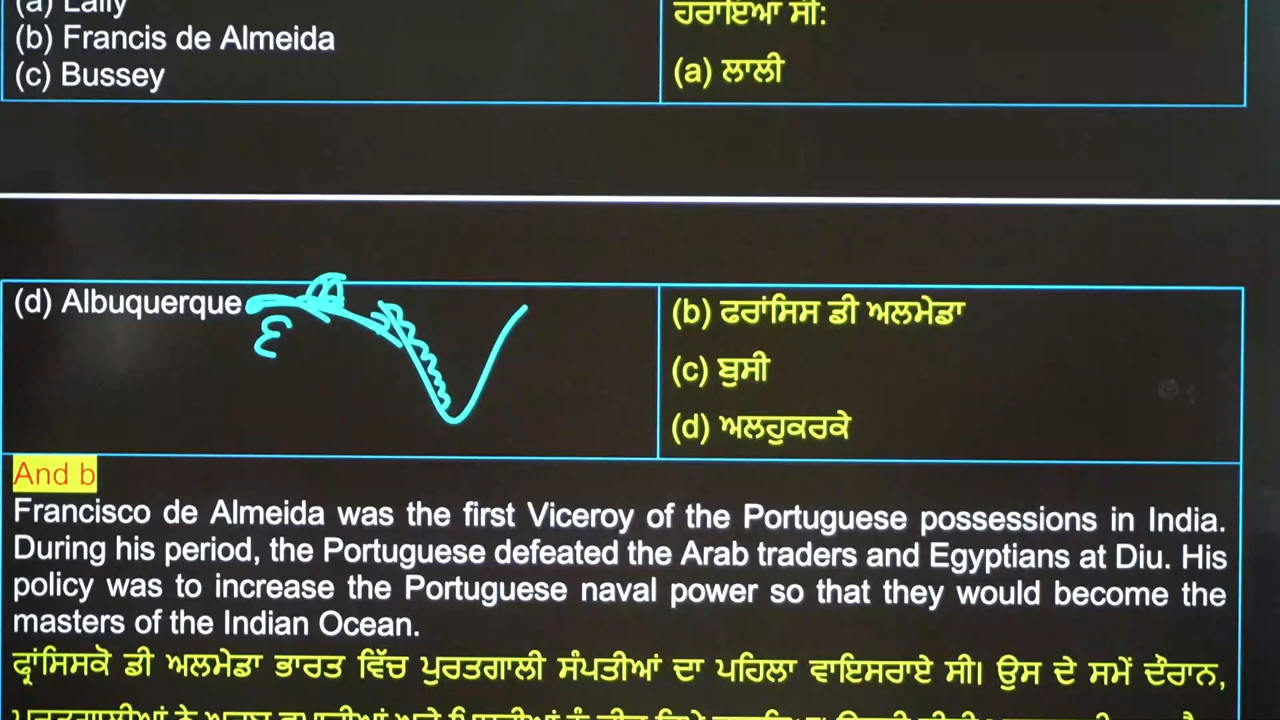 (a) Lally
(b) Francis de Almeida
(c) Bussey
ਹਰਾਇਆ ਸੀ:
(a) ਲਾਲੀ
(d) Albuquerque
(b) ਫਰਾਂਸਿਸ ਡੀ ਅਲਮੇਡਾ
(c) ਬੁਸੀ
(d) ਅਲਹੁਕਰਕੇ
And b
Francisco de Almeida was the first Viceroy of the Portuguese possessions in India.
During his period, the Portuguese defeated the Arab traders and Egyptians at Diu. His
policy was to increase the Portuguese naval power so that they would become the
masters of the Indian Ocean.
ਫ੍ਰਾਂਸਿਸਕੋ ਡੀ ਅਲਮੇਡਾ ਭਾਰਤ ਵਿੱਚ ਪੁਰਤਗਾਲੀ ਸੰਪਤੀਆਂ ਦਾ ਪਹਿਲਾ ਵਾਇਸਰਾਏ ਸੀ। ਉਸ ਦੇ ਸਮੇਂ ਦੌਰਾਨ,